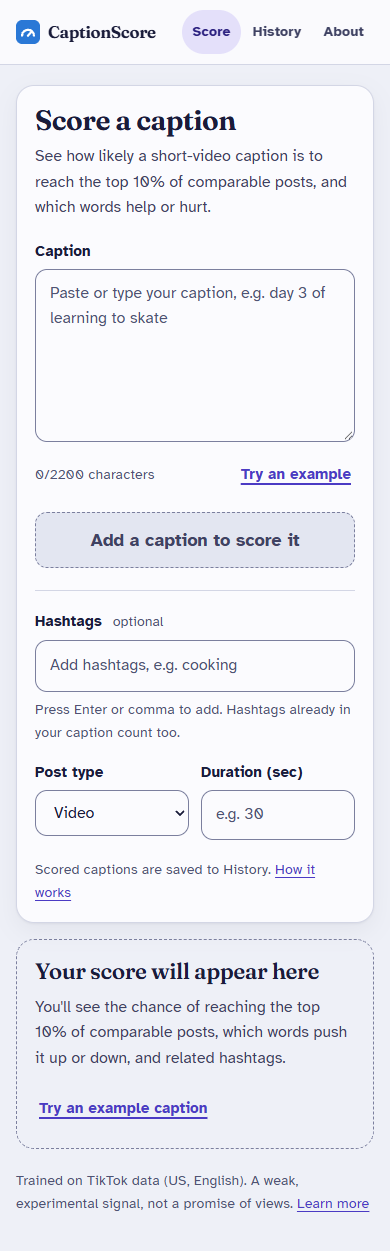 CaptionScore Score History About
Score a caption
See how likely a short-video caption is to
reach the top 10% of comparable posts, and
which words help or hurt.
Caption
Paste or type your caption, e.g. day 3 of
learning to skate
0/2200 characters Try an example
Add a caption to score it
Hashtags optional
Add hashtags, e.g. cooking
Press Enter or comma to add. Hashtags already in
your caption count too.
Post type Duration (sec)
Video e.g. 30
Scored captions are saved to History. How it
works
Your score will appear here
You'll see the chance of reaching the top
10% of comparable posts, which words push
it up or down, and related hashtags.
Try an example caption
Trained on TikTok data (US, English). A weak,
experimental signal, not a promise of views. Learn more